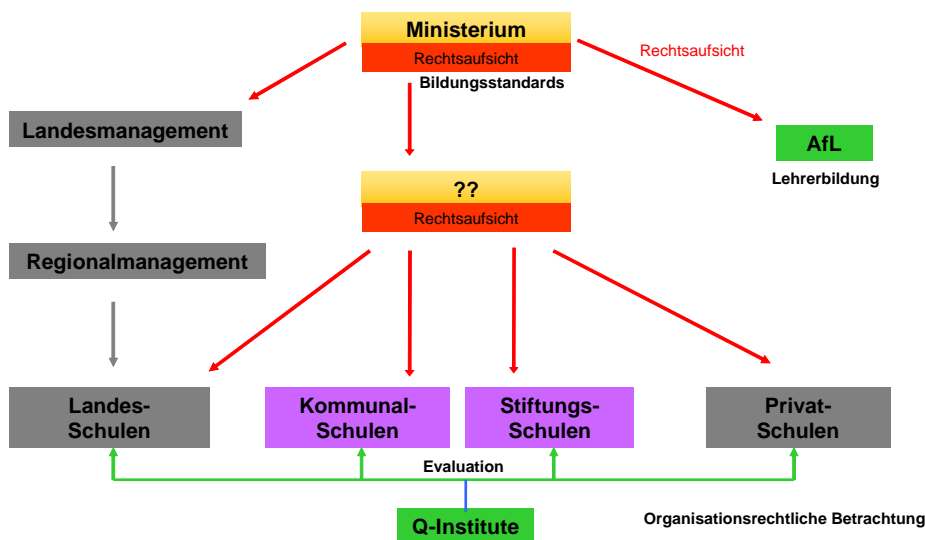 Ministerium
Rechtsaufsicht
Rechtsaufsicht
Bildungsstandards
Landesmanagement
AfL
Lehrerbildung
??
Rechtsaufsicht
Regionalmanagement
Landes-
Schulen
Kommunal-
Schulen
Stiftungs-
Schulen
Privat-
Schulen
Evaluation
Q-Institute
Organisationsrechtliche Betrachtung